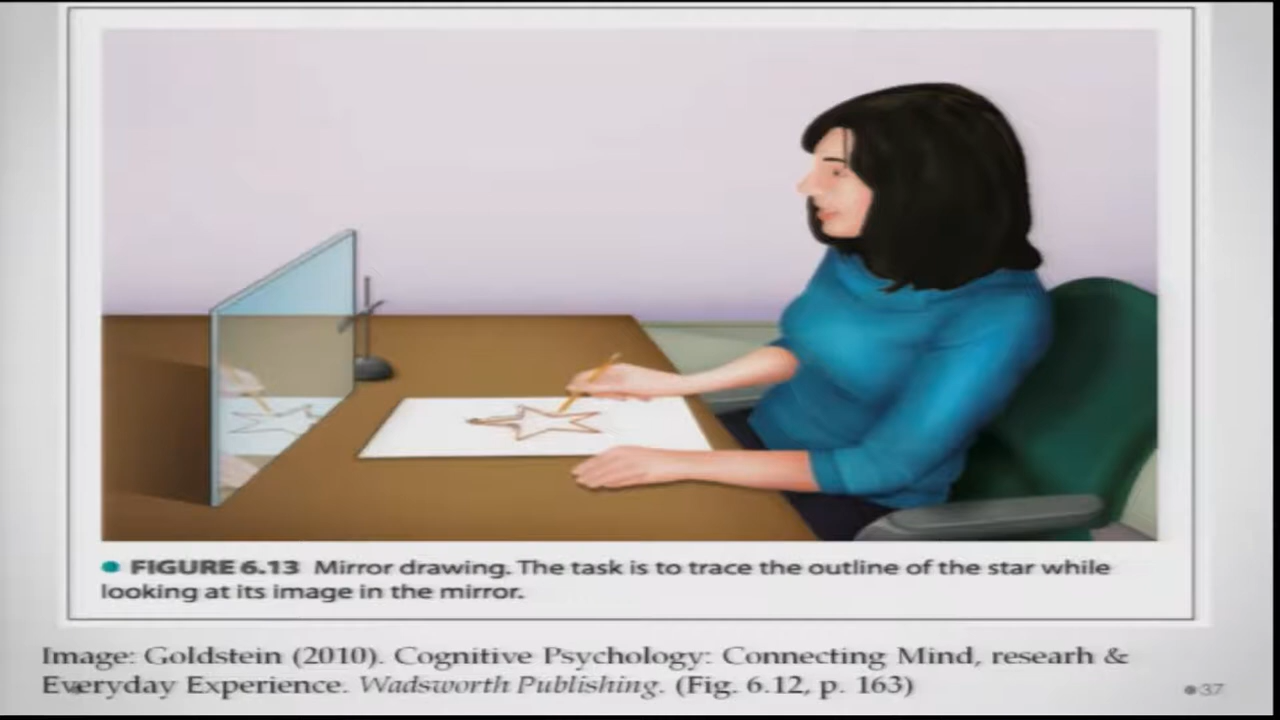 ● FIGURE 6.13 Mirror drawing. The task is to trace the outline of the star while
looking at its image in the mirror.
Image: Goldstein (2010). Cognitive Psychology: Connecting Mind, researh &
Everyday Experience. Wadsworth Publishing. (Fig. 6.12, p. 163)
●37